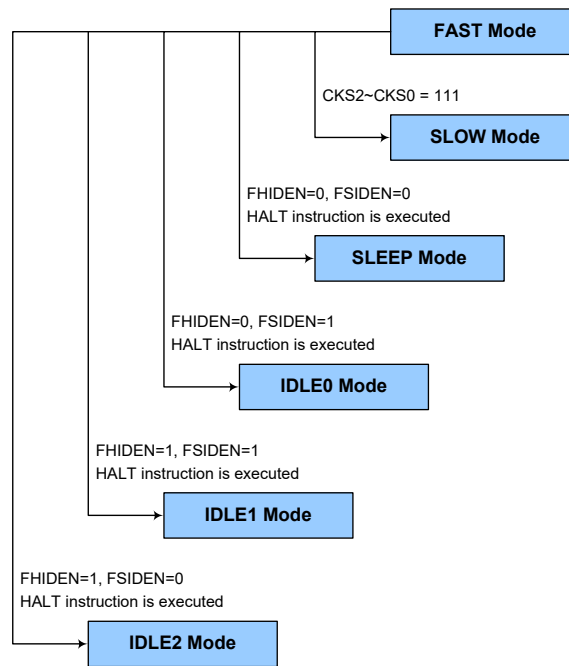 FAST Mode
CKS2~CKS0 = 111
SLOW Mode
FHIDEN=0, FSIDEN=0
HALT instruction is executed
SLEEP Mode
FHIDEN=0, FSIDEN=1
HALT instruction is executed
IDLE0 Mode
FHIDEN=1, FSIDEN=1
HALT instruction is executed
IDLE1 Mode
FHIDEN=1, FSIDEN=0
HALT instruction is executed
IDLE2 Mode